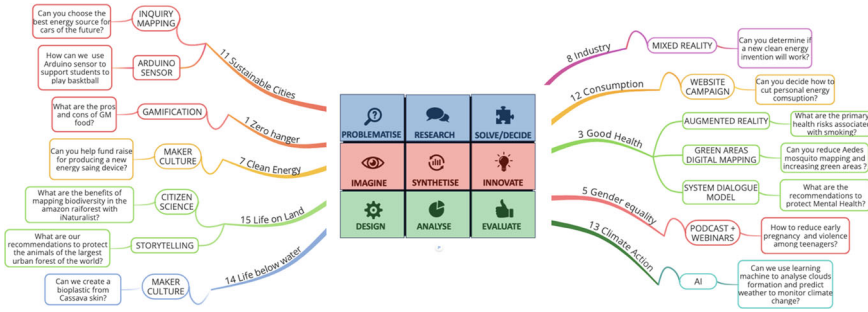 Can you choose the
best energy source for
cars of the future?
INQUIRY
MAPPING
How can we use
Arduino sensor to
support students to
play basktball
ARDUINO
SENSOR
11 Sustainable Cities
What are the pros
and cons of GM
food?
GAMIFICATION
1 Zero hanger
Can you help fund raise
for producing a new
energy saing device?
MAKER
CULTURE
7 Clean Energy
What are the benefits of
mapping biodiversity in the
amazon raiforest with
iNaturalist?
CITIZEN
SCIENCE
What are our
recommendations to protect
the animals of the largest
urban forest of the world?
STORYTELLING
15 Life on Land
Can we create a
bioplastic from
Cassava skin?
MAKER
CULTURE
14 Life below water
PROBLEMATISE
RESEARCH
SOLVE/DECIDE
IMAGINE
SYNTHETISE
INNOVATE
DESIGN
ANALYSE
EVALUATE
8 Industry
MIXED REALITY
Can you determine if
a new clean energy
invention will work?
12 Consumption
WEBSITE
CAMPAIGN
Can you decide how to
cut personal energy
comsuption?
3 Good Health
AUGMENTED REALITY
What are the primary
health risks associated
with smoking?
GREEN AREAS
DIGITAL MAPPING
Can you reduce Aedes
mosquito mapping and
increasing green areas ?
SYSTEM DIALOGUE
MODEL
What are the
recommendations to
protect Mental Health?
5 Gender equality
PODCAST +
WEBINARS
How to reduce early
pregnancy and violence
among teenagers?
13 Climate Action
AI
Can we use learning
machine to analyse clouds
formation and predict
weather to monitor climate
change?